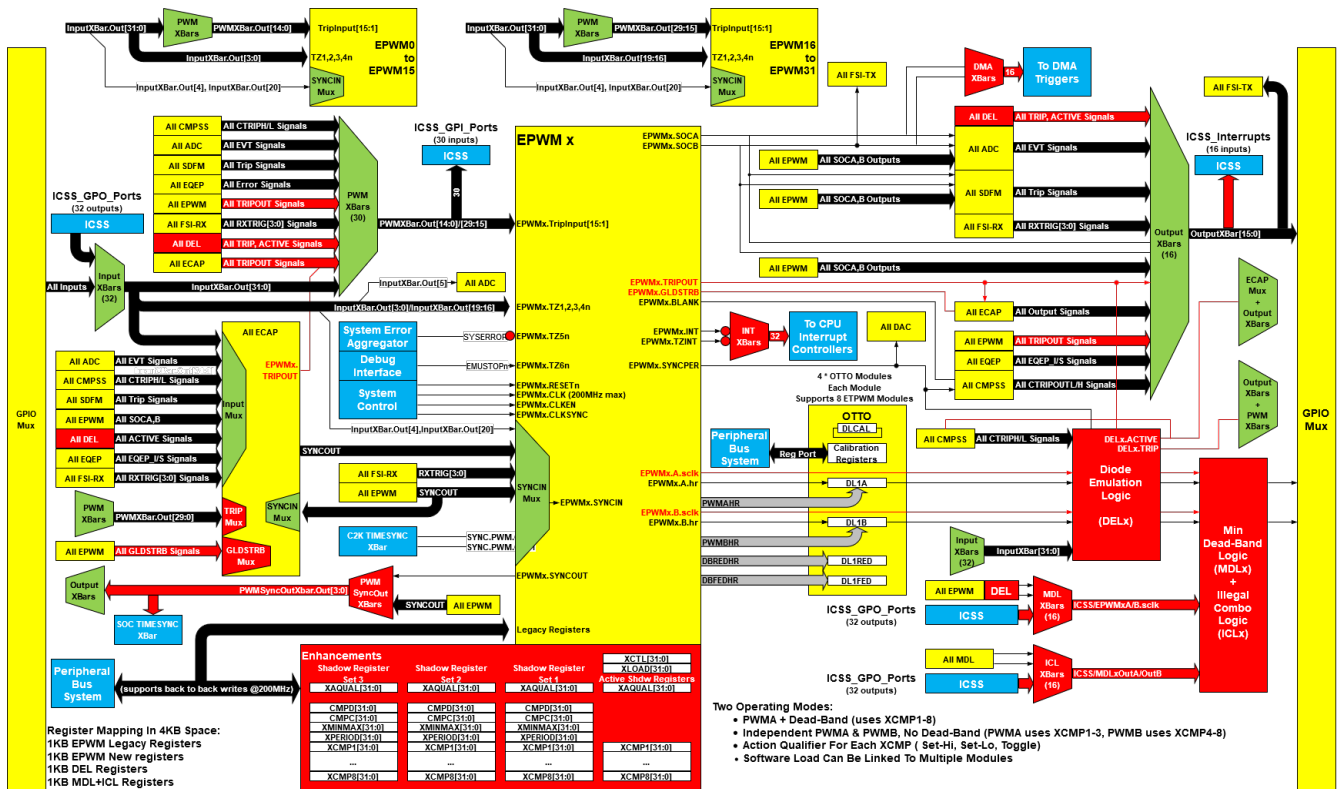 InputXBar.Out[31:0]
PWM
XBars
PWMXBar.Out[14:0]
TripInput[15:1]
EPWM0
to
EPWM15
InputXBar.Out[3:0]
TZ1,2,3,4n
SYNCIN
Mux
InputXBar.Out[4], InputXBar.Out[20]
InputXBar.Out[31:0]
PWM
XBars
PWMXBar.Out[29:15]
TripInput[15:1]
EPWM16
to
EPWM31
InputXBar.Out[19:16]
TZ1,2,3,4n
SYNCIN
Mux
InputXBar.Out[4], InputXBar.Out[20]
GPIO
Mux
All Inputs
ICSS_GPO_Ports
(32 outputs)
ICSS
Input
XBars
(32)
All CMPSS
All CTRIPH/L Signals
All ADC
All EVT Signals
All SDFM
All Trip Signals
All EQEP
All Error Signals
All EPWM
All TRIPOUT Signals
All FSI-RX
All RXTRIG[3:0] Signals
All DEL
All TRIP, ACTIVE Signals
All ECAP
All TRIPOUT Signals
InputXBar.Out[31:0]
PWM
XBars
(30)
PWMXBar.Out[14:0]/[29:15]
ICSS_GPI_Ports
(30 inputs)
ICSS
30
InputXBar.Out[5]
All ADC
InputXBar.Out[3:0]/InputXBar.Out[19:16]
System Error
Aggregator
Debug
Interface
System
Control
EMUSTOPn
InputXBar.Out[4],InputXBar.Out[20]
All ECAP
EPWMx.
TRIPOUT
Input
Mux
All ADC
All EVT Signals
All CMPSS
All CTRIPH/L Signals
All SDFM
All Trip Signals
All EPWM
All SOCA,B
All DEL
All ACTIVE Signals
All EQEP
All EQEP_I/S Signals
All FSI-RX
All RXTRIG[3:0] Signals
PWM
XBars
PWMXBar.Out[29:0]
TRIP
Mux
SYNCIN
Mux
All EPWM
All GLDSTRB Signals
GLDSTRB
Mux
SYNCOUT
All FSI-RX
RXTRIG[3:0]
All EPWM
SYNCOUT
SYNCIN
Mux
C2K TIMESYNC
XBar
Output
XBars
PWMSyncOutXbar.Out[3:0]
PWM
SyncOut
XBars
SYNCOUT
All EPWM
SOC TIMESYNC
XBar
Peripheral
Bus
System
(supports back to back writes @200MHz)
EPWM x
EPWMx.TripInput[15:1]
EPWMx.TZ1,2,3,4n
EPWMx.TZ5n
EPWMx.TZ6n
EPWMx.RESETn
EPWMx.CLK (200MHz max)
EPWMx.CLKEN
EPWMx.CLKSYNC
EPWMx.SYNCIN
EPWMx.SYNCOUT
Legacy Registers
EPWMx.SOCA
EPWMx.SOCB
EPWMx.TRIPOUT
EPWMx.GLDSTRB
EPWMx.BLANK
EPWMx.INT
EPWMx.TZINT
EPWMx.SYNCPER
EPWMx.A.sclk
EPWMx.A.hr
PWMAHR
EPWMx.B.sclk
EPWMx.B.hr
PWMBHR
DBREDHR
DBFEDHR
INT
XBars
32
To CPU
Interrupt
Controllers
All DAC
4 * OTTO Modules
Each Module
Supports 8 ETPWM Modules
OTTO
DLCAL
Calibration
Registers
DL1A
DL1B
DL1RED
DL1FED
Peripheral
Bus
System
Reg Port
All FSI-TX
DMA
XBars
16
To DMA
Triggers
All DEL
All TRIP, ACTIVE Signals
All ADC
All EVT Signals
All EPWM
All SOCA,B Outputs
All SDFM
All Trip Signals
All EPWM
All SOCA,B Outputs
All FSI-RX
All RXTRIG[3:0] Signals
All EPWM
All SOCA,B Outputs
All ECAP
All Output Signals
All EPWM
All TRIPOUT Signals
All EQEP
All EQEP_I/S Signals
All CMPSS
All CTRIPOUTL/H Signals
Output
XBars
(16)
OutputXBar[15:0]
All FSI-TX
ICSS_Interrupts
(16 inputs)
ICSS
ECAP
Mux
+
Output
XBars
Output
XBars
+
PWM
XBars
All CMPSS
All CTRIPH/L Signals
DELx.ACTIVE
DELx.TRIP
Diode
Emulation
Logic
(DELx)
Input
XBars
(32)
InputXBar[31:0]
All EPWM
DEL
ICSS_GPO_Ports
(32 outputs)
ICSS
MDL
XBars
(16)
ICSS/EPWMxA/B.sclk
All MDL
ICSS_GPO_Ports
(32 outputs)
ICSS
ICL
XBars
(16)
ICSS/MDLxOutA/OutB
Min
Dead-Band
Logic
(MDLx)
+
Illegal
Combo
Logic
(ICLx)
GPIO
Mux
Enhancements
Shadow Register
Set 3
XAQUAL[31:0]
CMPD[31:0]
CMPC[31:0]
XMINMAX[31:0]
XPERIOD[31:0]
XCMP1[31:0]
...
XCMP8[31:0]
Shadow Register
Set 2
XAQUAL[31:0]
CMPD[31:0]
CMPC[31:0]
XMINMAX[31:0]
XPERIOD[31:0]
XCMP1[31:0]
...
XCMP8[31:0]
Shadow Register
Set 1
XAQUAL[31:0]
CMPD[31:0]
CMPC[31:0]
XMINMAX[31:0]
XPERIOD[31:0]
XCMP1[31:0]
...
XCMP8[31:0]
XCTL[31:0]
XLOAD[31:0]
Active Shdw Registers
XAQUAL[31:0]
XCMP1[31:0]
...
XCMP8[31:0]
Register Mapping In 4KB Space:
1KB EPWM Legacy Registers
1KB EPWM New registers
1KB DEL Registers
1KB MDL+ICL Registers
Two Operating Modes:
• PWMA + Dead-Band (uses XCMP1-8)
• Independent PWMA & PWMB, No Dead-Band (PWMA uses XCMP1-3, PWMB uses XCMP4-8)
• Action Qualifier For Each XCMP ( Set-Hi, Set-Lo, Toggle)
• Software Load Can Be Linked To Multiple Modules